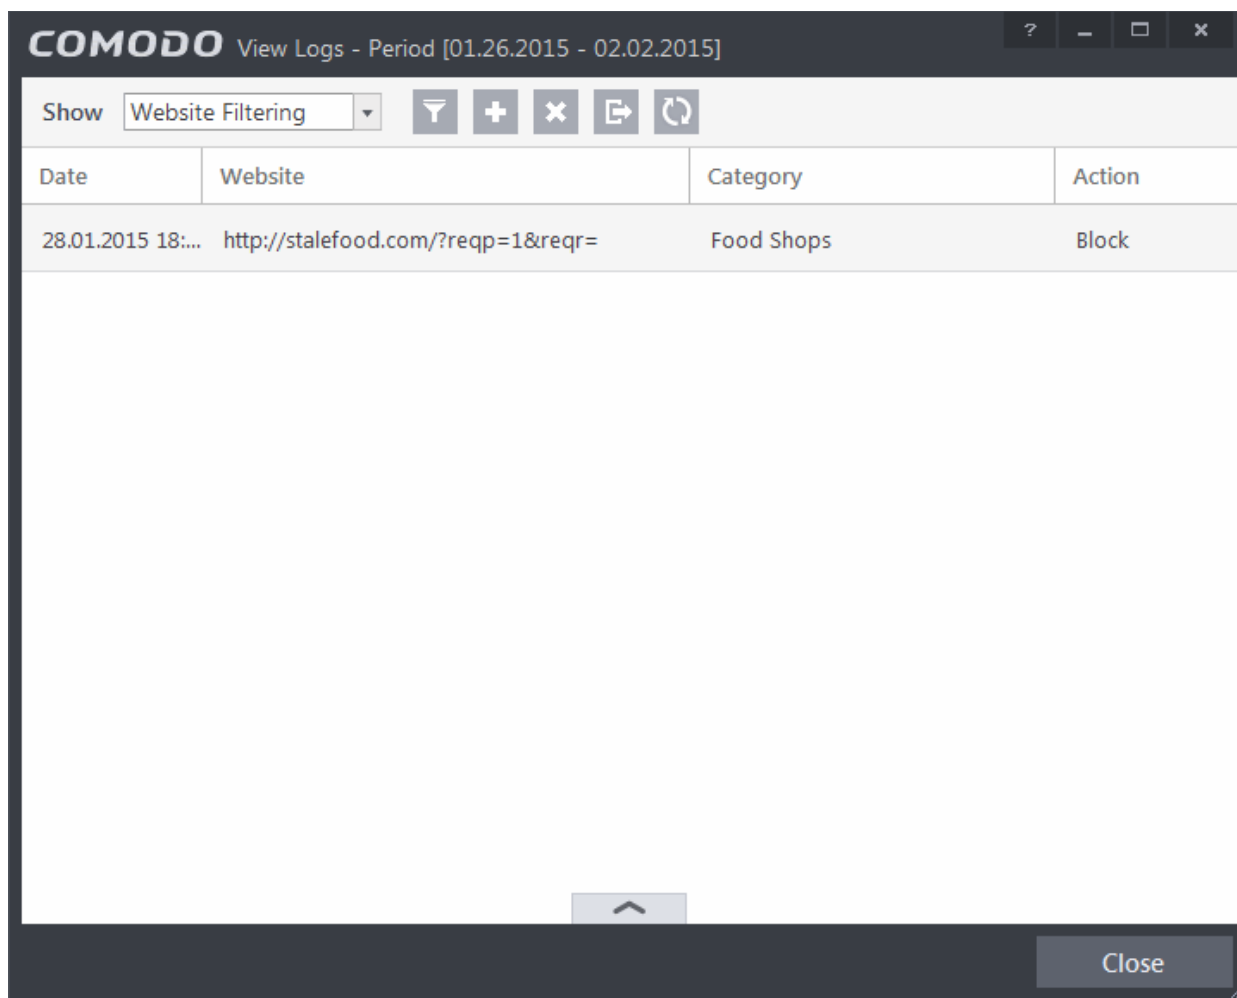 COMODO View Logs - Period [01.26.2015 - 02.02.2015]
?
Show Website Filtering
Date Website Category Action
28.01.2015 18:... http://stalefood.com/?reqp=1&reqr= Food Shops Block
Close